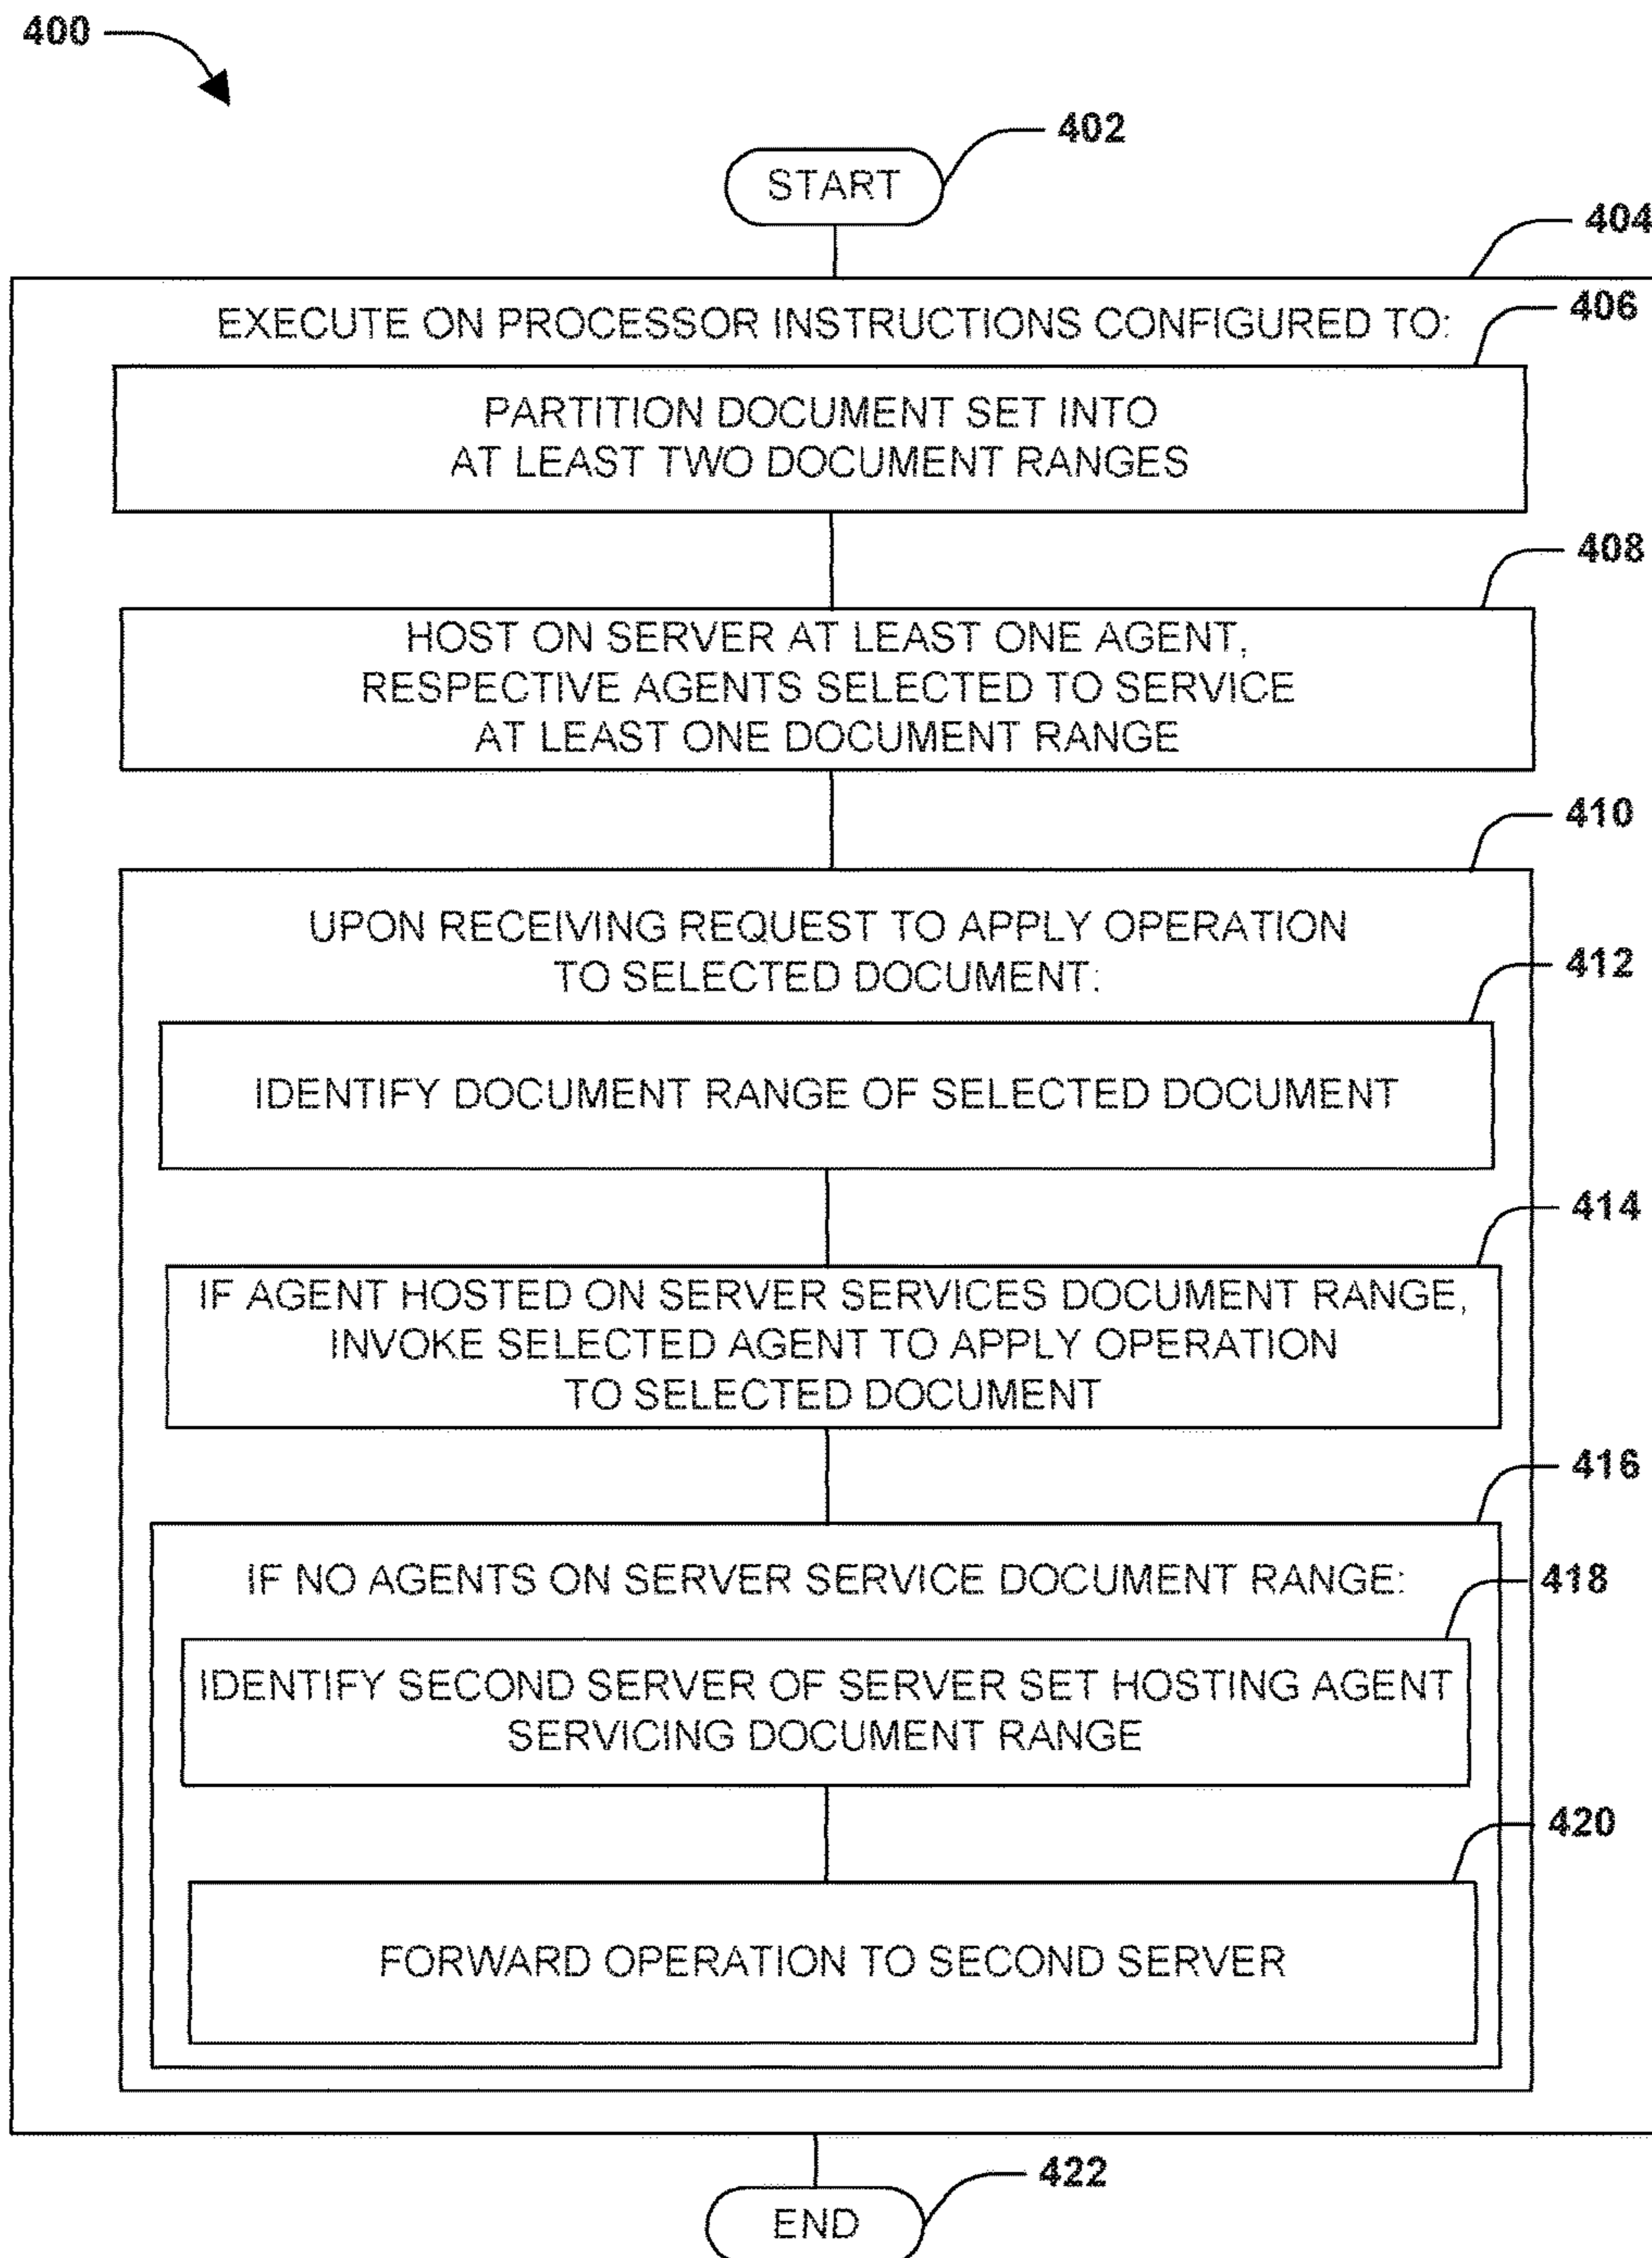 400
402
START
404
EXECUTE ON PROCESSOR INSTRUCTIONS CONFIGURED TO:
406
PARTITION DOCUMENT SET INTO
AT LEAST TWO DOCUMENT RANGES
408
HOST ON SERVER AT LEAST ONE AGENT,
RESPECTIVE AGENTS SELECTED TO SERVICE
AT LEAST ONE DOCUMENT RANGE
410
UPON RECEIVING REQUEST TO APPLY OPERATION
TO SELECTED DOCUMENT:
412
IDENTIFY DOCUMENT RANGE OF SELECTED DOCUMENT
414
IF AGENT HOSTED ON SERVER SERVICES DOCUMENT RANGE,
INVOKE SELECTED AGENT TO APPLY OPERATION
TO SELECTED DOCUMENT
416
IF NO AGENTS ON SERVER SERVICE DOCUMENT RANGE:
418
IDENTIFY SECOND SERVER OF SERVER SET HOSTING AGENT
SERVICING DOCUMENT RANGE
420
FORWARD OPERATION TO SECOND SERVER
422
END